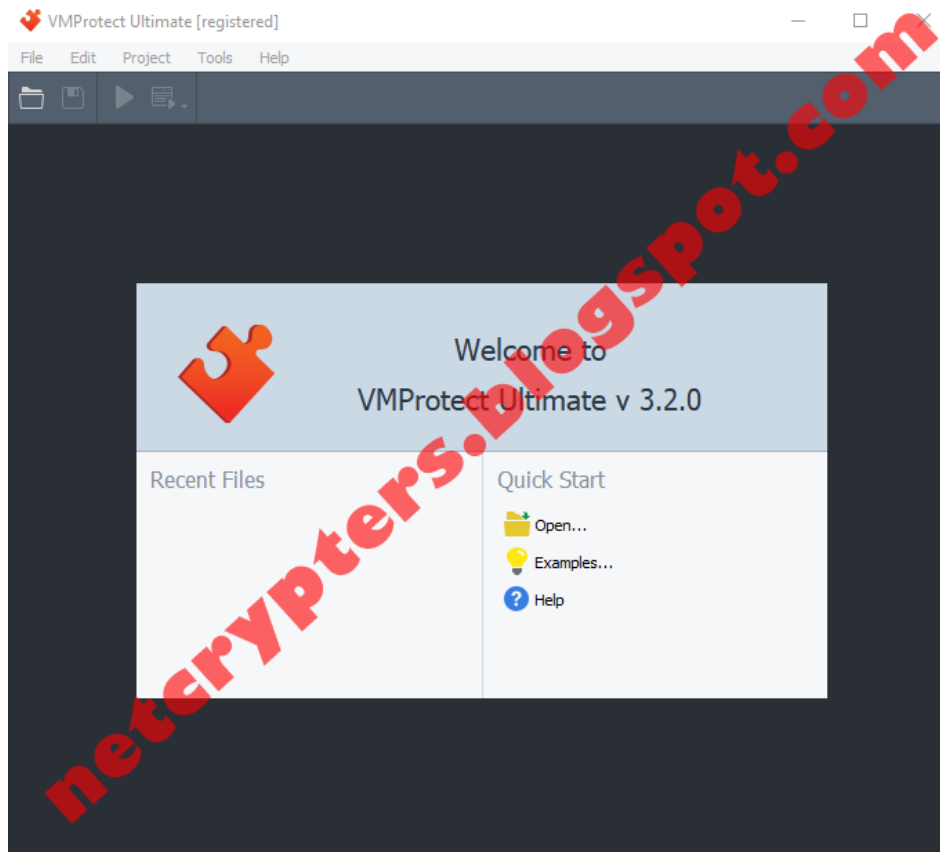 VMProtect Ultimate [registered]
File Edit Project Tools Help
Welcome to
VMProtect Ultimate v 3.2.0
Recent Files
Quick Start
Open...
Examples...
Help
netcrypters.blogspot.com